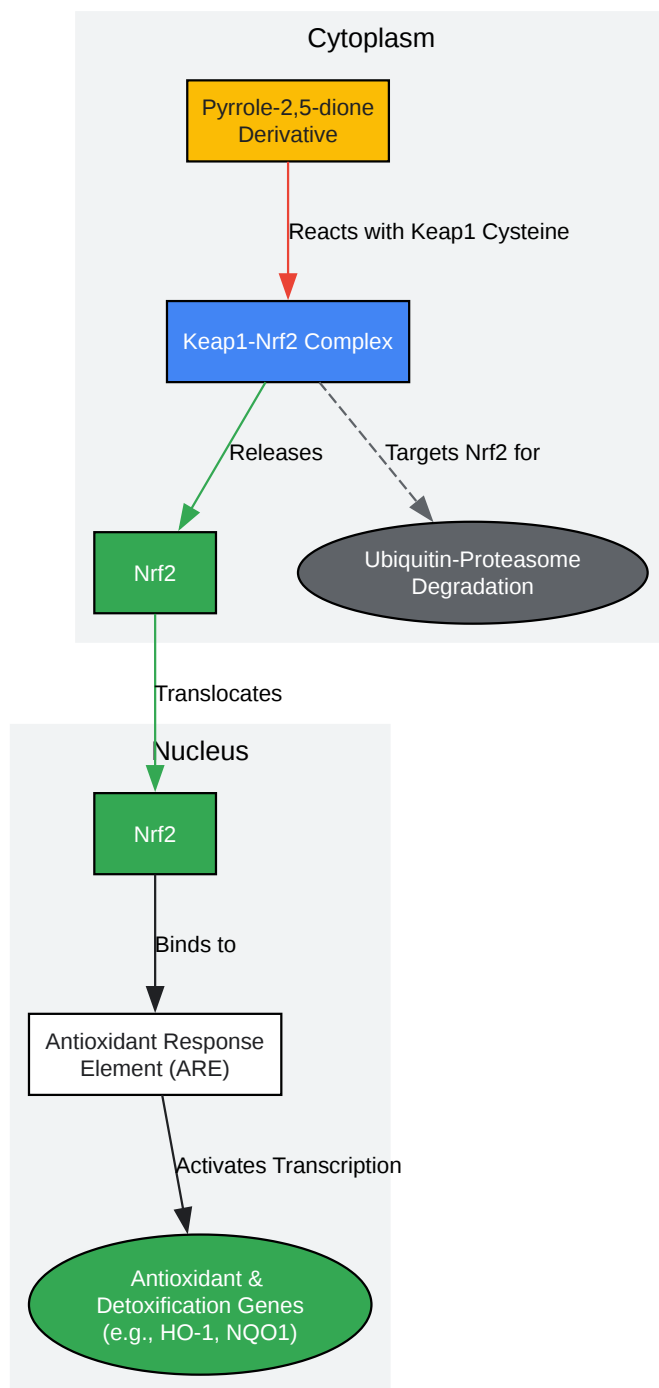 Cytoplasm
Pyrrole-2,5-dione
Derivative
Reacts with Keap1 Cysteine
Keap1-Nrf2 Complex
Releases
Targets Nrf2 for
Nrf2
Ubiquitin-Proteasome
Degradation
Translocates
Nucleus
Nrf2
Binds to
Antioxidant Response
Element (ARE)
Activates Transcription
Antioxidant &
Detoxification Genes
(e.g., HO-1, NQO1)